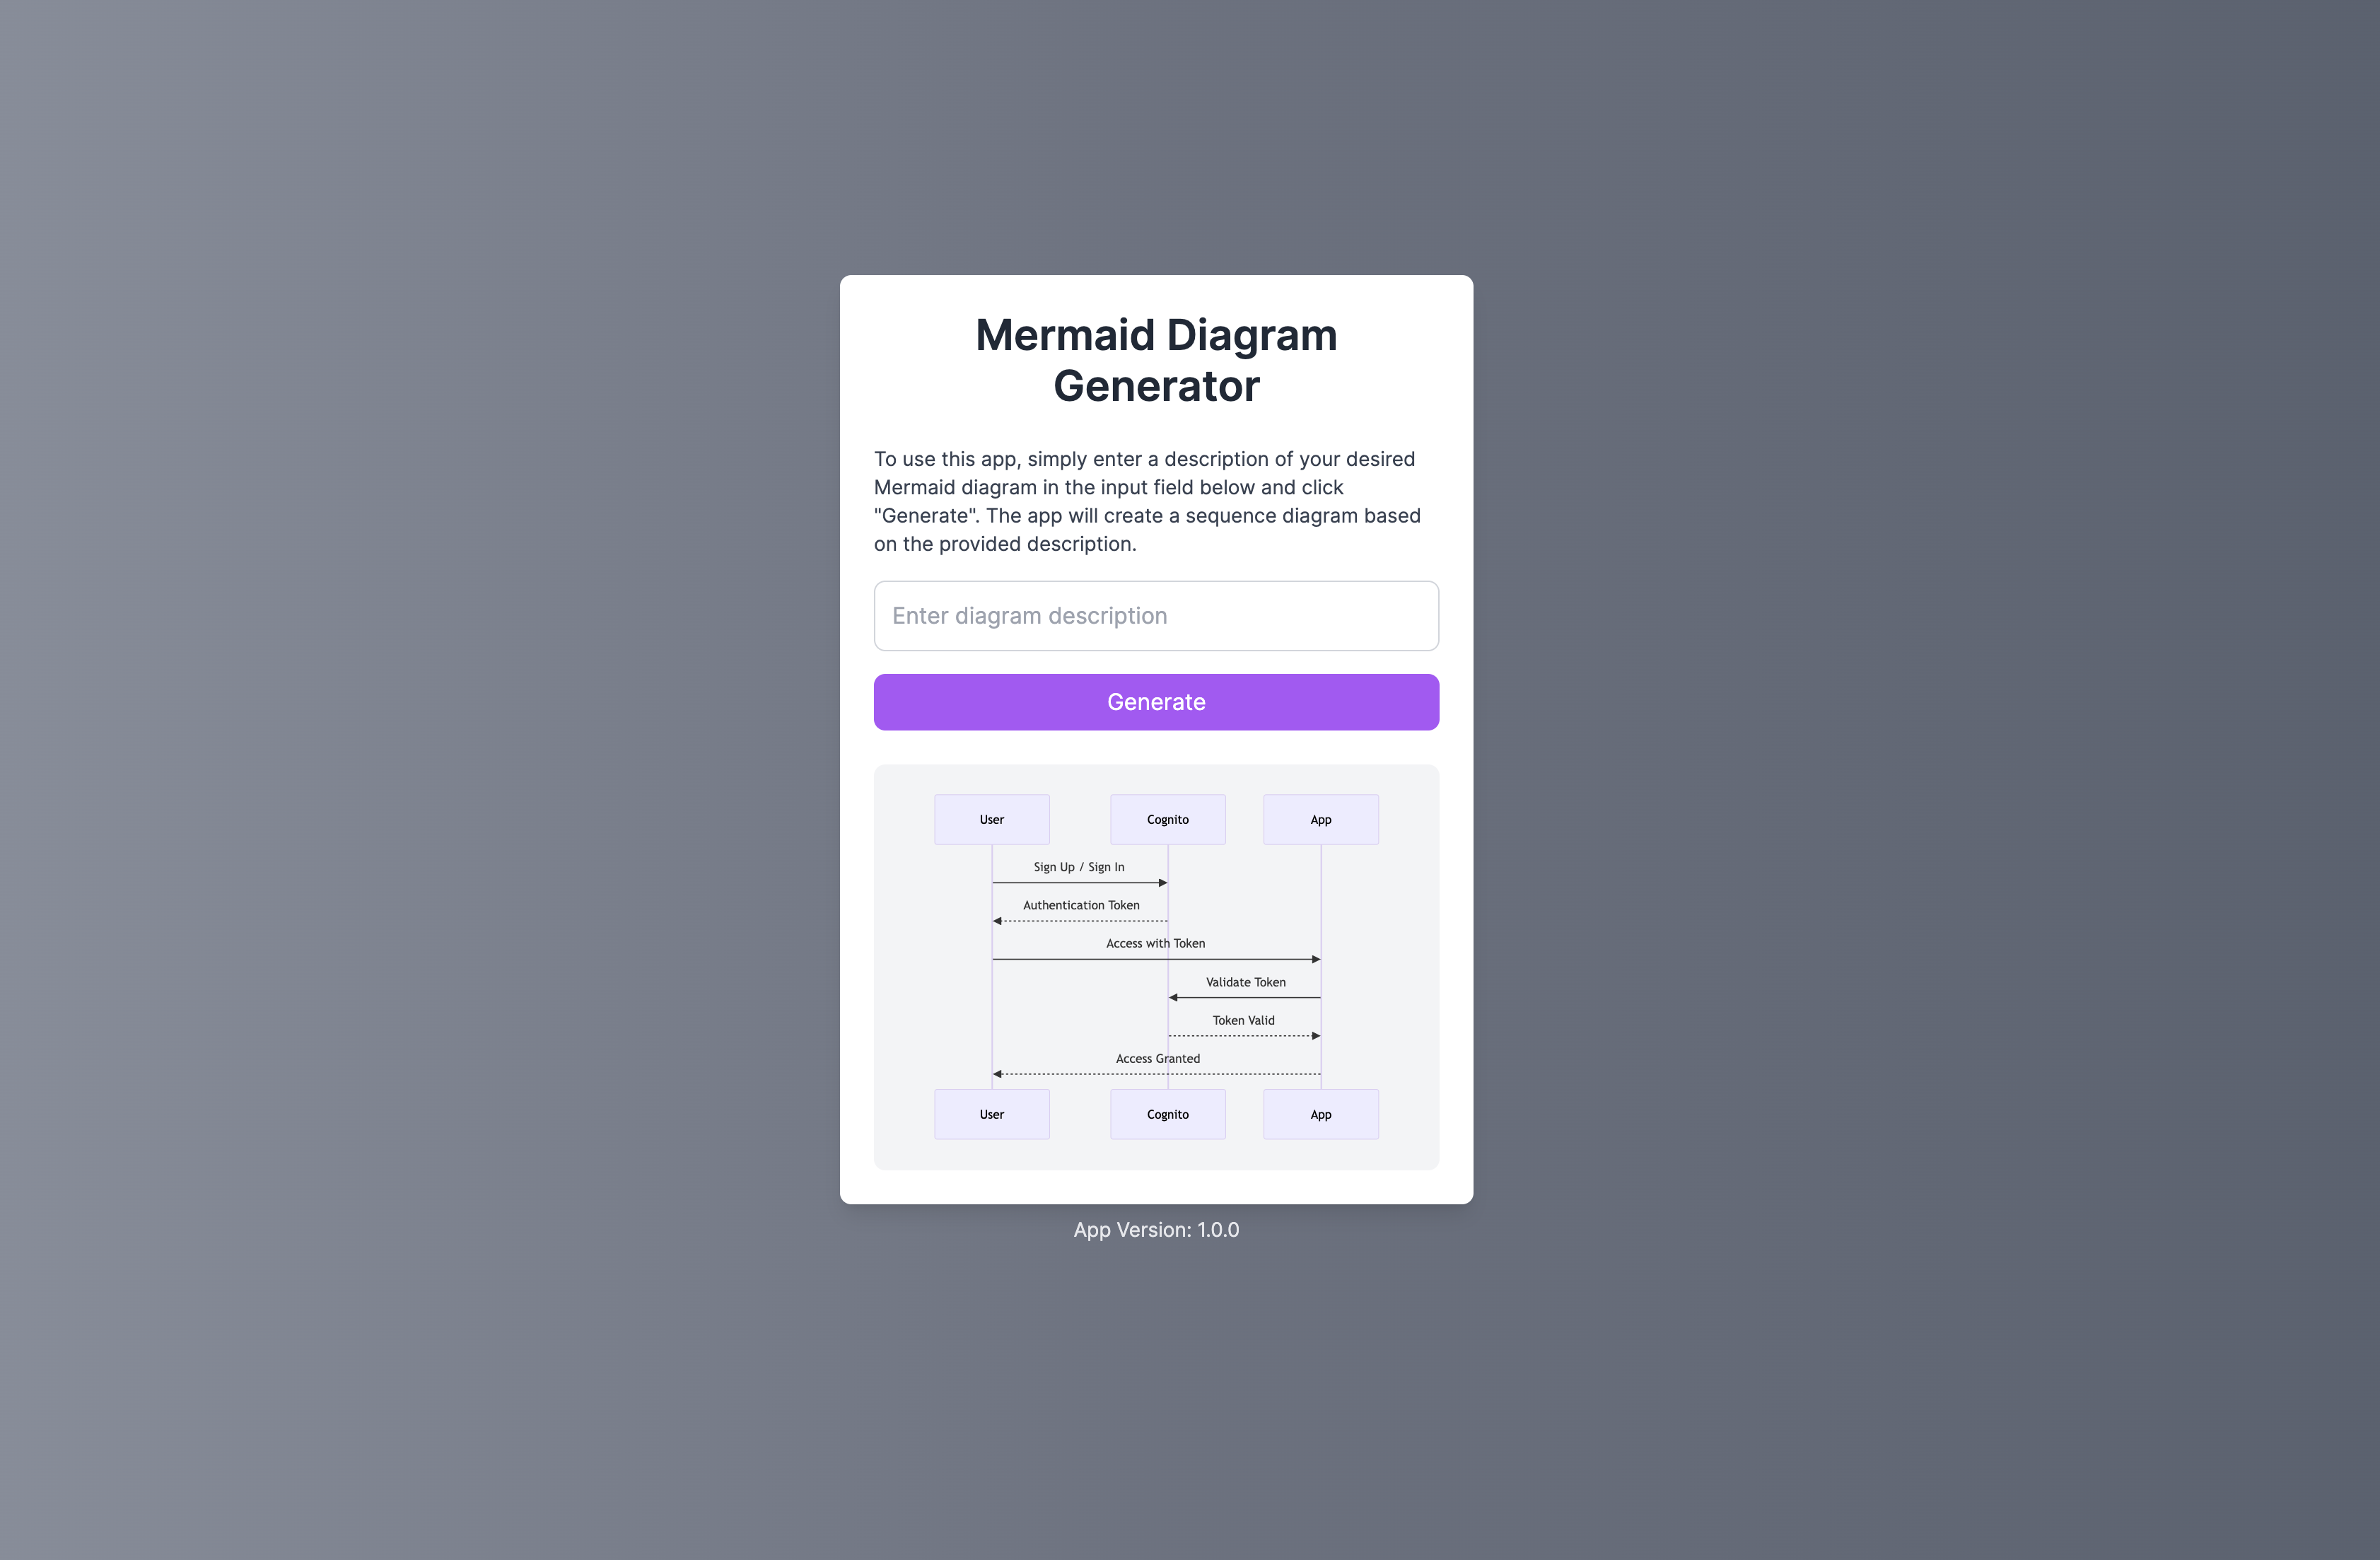 Mermaid Diagram
Generator
To use this app, simply enter a description of your desired
Mermaid diagram in the input field below and click
"Generate". The app will create a sequence diagram based
on the provided description.
Enter diagram description
Generate
User Cognito App
Sign Up / Sign In
Authentication Token
Access with Token
Validate Token
Token Valid
Access Granted
User Cognito App
App Version: 1.0.0